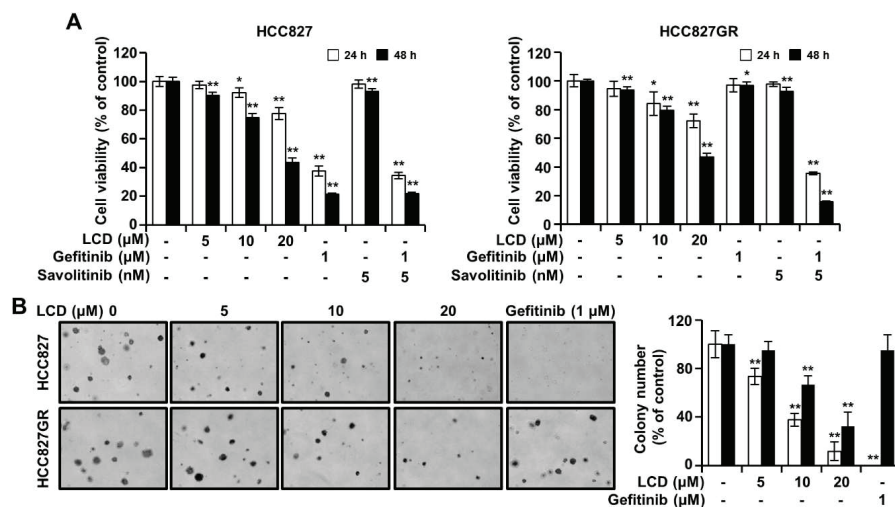 A
HCC827
HCC827GR
Cell viability (% of control)
120
100
80
60
40
20
0
24 h
48 h
** * ** ** ** ** ** ** ** **
LCD (μM) - 5 10 20 - - -
Gefitinib (μM) - - - - 1 - 1
Savolitinib (nM) - - - - - 5 5
Cell viability (% of control)
120
100
80
60
40
20
0
24 h
48 h
** * ** ** ** * ** ** **
LCD (μM) - 5 10 20 - - -
Gefitinib (μM) - - - - 1 - 1
Savolitinib (nM) - - - - - 5 5
B
LCD (μM) 0 5 10 20 Gefitinib (1 μM)
HCC827
HCC827GR
Colony number
(% of control)
120
80
40
0
** ** ** ** ** **
LCD (μM) - 5 10 20 -
Gefitinib (μM) - - - - 1